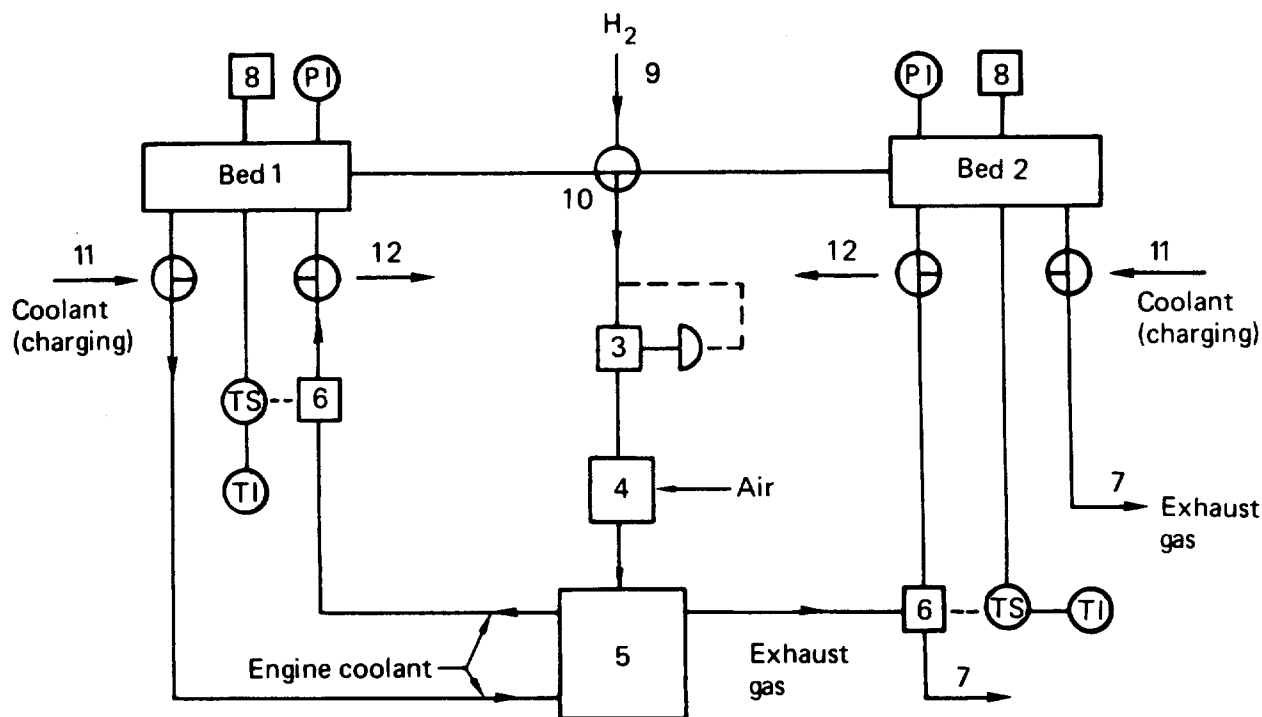 H2
9
8
PI
PI
8
Bed 1
Bed 2
10
11
12
12
11
Coolant
(charging)
Coolant
(charging)
3
TS
6
TI
4
Air
7
Exhaust
gas
6
TS
TI
5
Engine coolant
Exhaust
gas
7